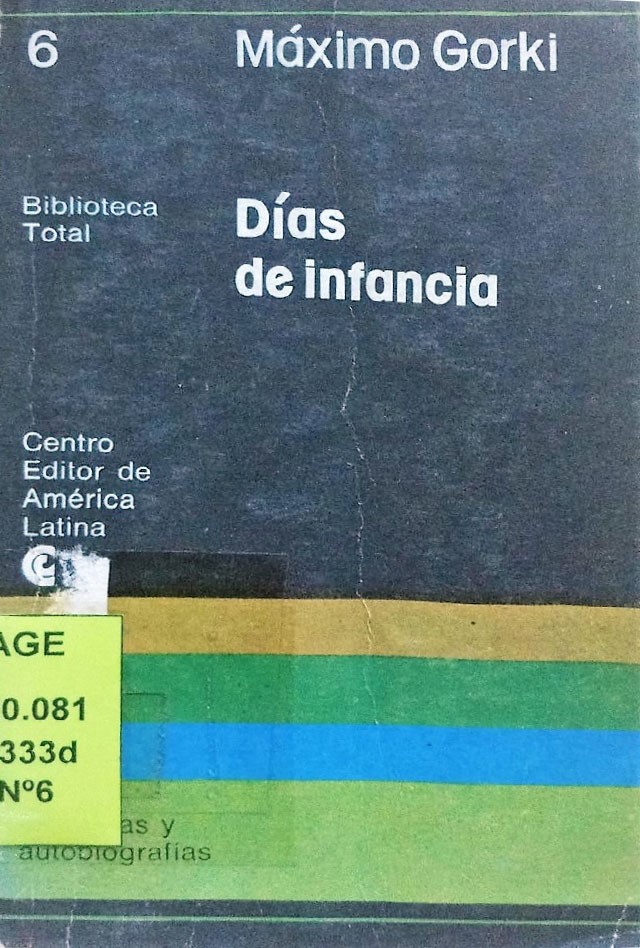 6
Máximo Gorki
Biblioteca
Total
Días
de infancia
Centro
Editor de
América
Latina
AGE
0.081
333d
Nº6
as y
autobiografías